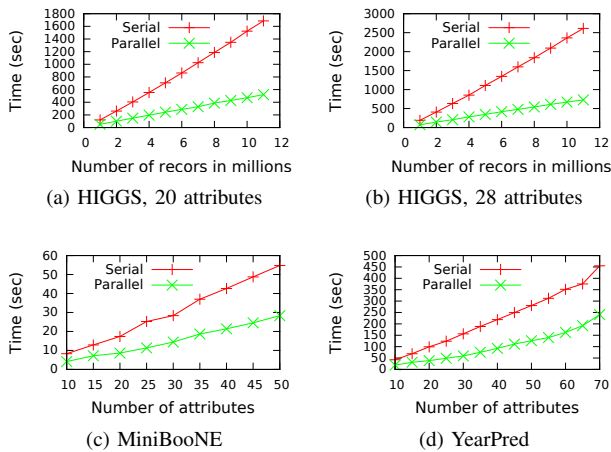 1800
1600
1400
1200
1000
800
600
400
200
0
Time (sec)
Serial
Parallel
0 2 4 6 8 10 12
Number of recors in millions
(a) HIGGS, 20 attributes
3000
2500
2000
1500
1000
500
0
Time (sec)
Serial
Parallel
0 2 4 6 8 10 12
Number of recors in millions
(b) HIGGS, 28 attributes
60
50
40
30
20
10
0
Time (sec)
Serial
Parallel
10 15 20 25 30 35 40 45 50
Number of attributes
(c) MiniBooNE
500
450
400
350
300
250
200
150
100
50
0
Time (sec)
Serial
Parallel
10 20 30 40 50 60 70
Number of attributes
(d) YearPred